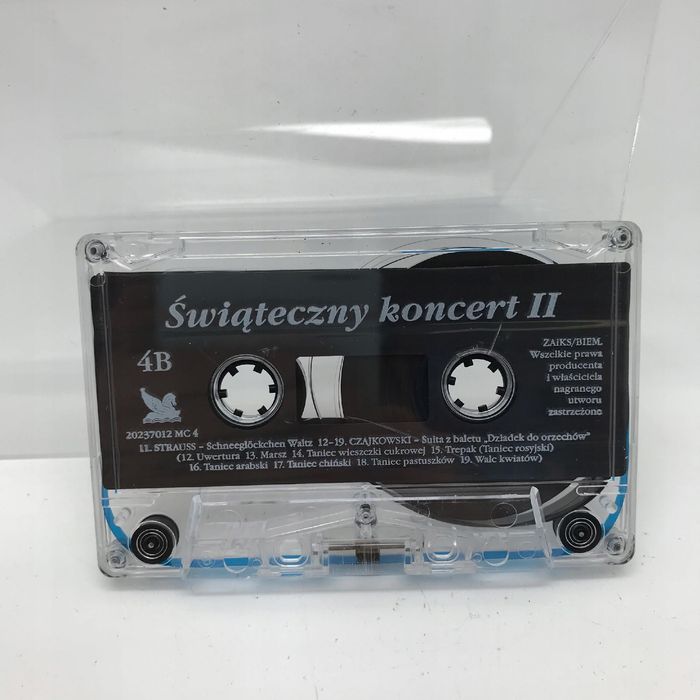 Świąteczny koncert II
4B
ZAiKS/BIEM.
Wszelkie prawa
producenta
i właściciela
nagranego
utworu
zastrzeżone
20237012 MC 4
11. STRAUSS – Schneeglöckchen Waltz 12–19. CZAJKOWSKI – Suita z baletu „Dziadek do orzechów”
(12. Uwertura 13. Marsz 14. Taniec wieszczki cukrowej 15. Trepak (Taniec rosyjski)
16. Taniec arabski 17. Taniec chiński 18. Taniec pastuszków 19. Walc kwiatów)